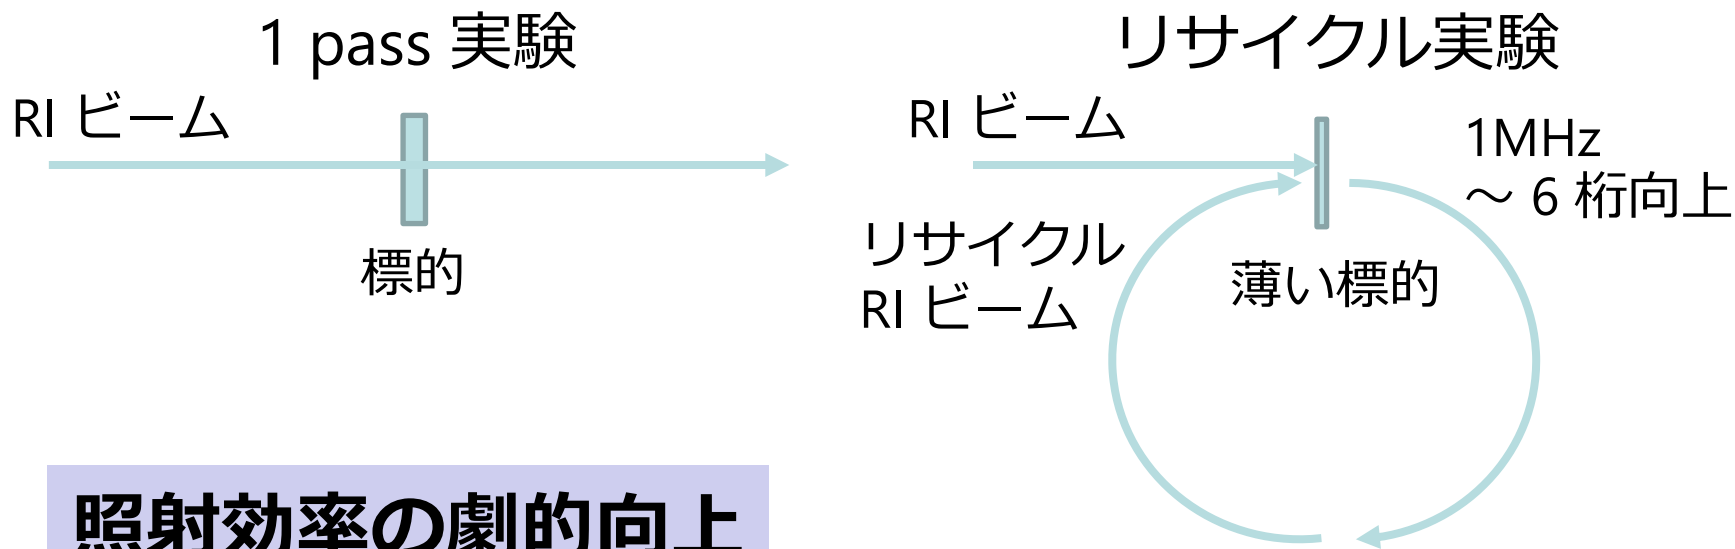 1 pass 実験
RI ビーム
標的
リサイクル実験
RI ビーム
1MHz
～ 6 桁向上
リサイクル
RI ビーム
薄い標的
照射効率の劇的向上